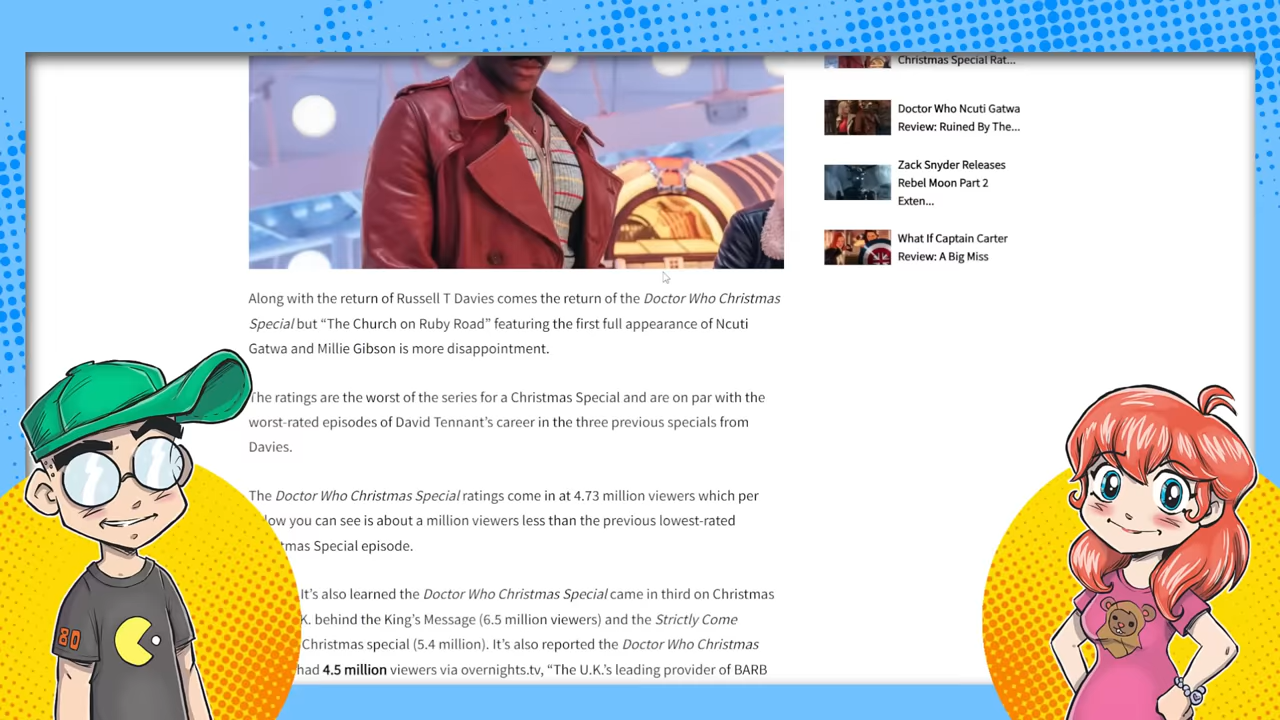 Christmas Special Rat...
Doctor Who Ncuti Gatwa
Review: Ruined By The...
Zack Snyder Releases
Rebel Moon Part 2
Exten...
What If Captain Carter
Review: A Big Miss
Along with the return of Russell T Davies comes the return of the Doctor Who Christmas
Special but “The Church on Ruby Road” featuring the first full appearance of Ncuti
Gatwa and Millie Gibson is more disappointment.
The ratings are the worst of the series for a Christmas Special and are on par with the
worst-rated episodes of David Tennant’s career in the three previous specials from
Davies.
The Doctor Who Christmas Special ratings come in at 4.73 million viewers which per
low you can see is about a million viewers less than the previous lowest-rated
tmas Special episode.
It’s also learned the Doctor Who Christmas Special came in third on Christmas
K. behind the King’s Message (6.5 million viewers) and the Strictly Come
Christmas special (5.4 million). It’s also reported the Doctor Who Christmas
had 4.5 million viewers via overnights.tv, “The U.K.’s leading provider of BARB
80